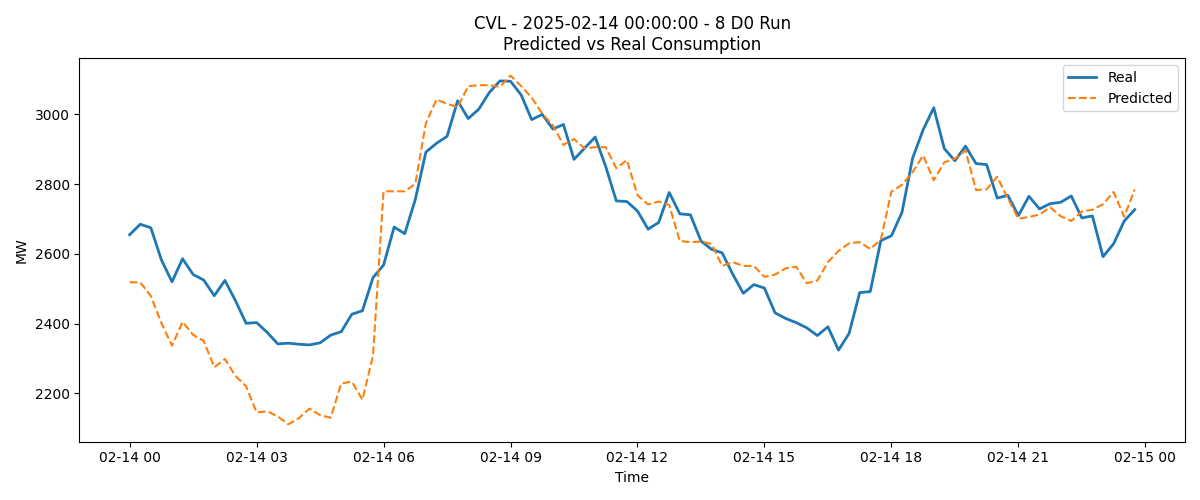 CVL - 2025-02-14 00:00:00 - 8 D0 Run
Predicted vs Real Consumption
Real
Predicted
MW
3000
2800
2600
2400
2200
02-14 00
02-14 03
02-14 06
02-14 09
02-14 12
02-14 15
02-14 18
02-14 21
02-15 00
Time